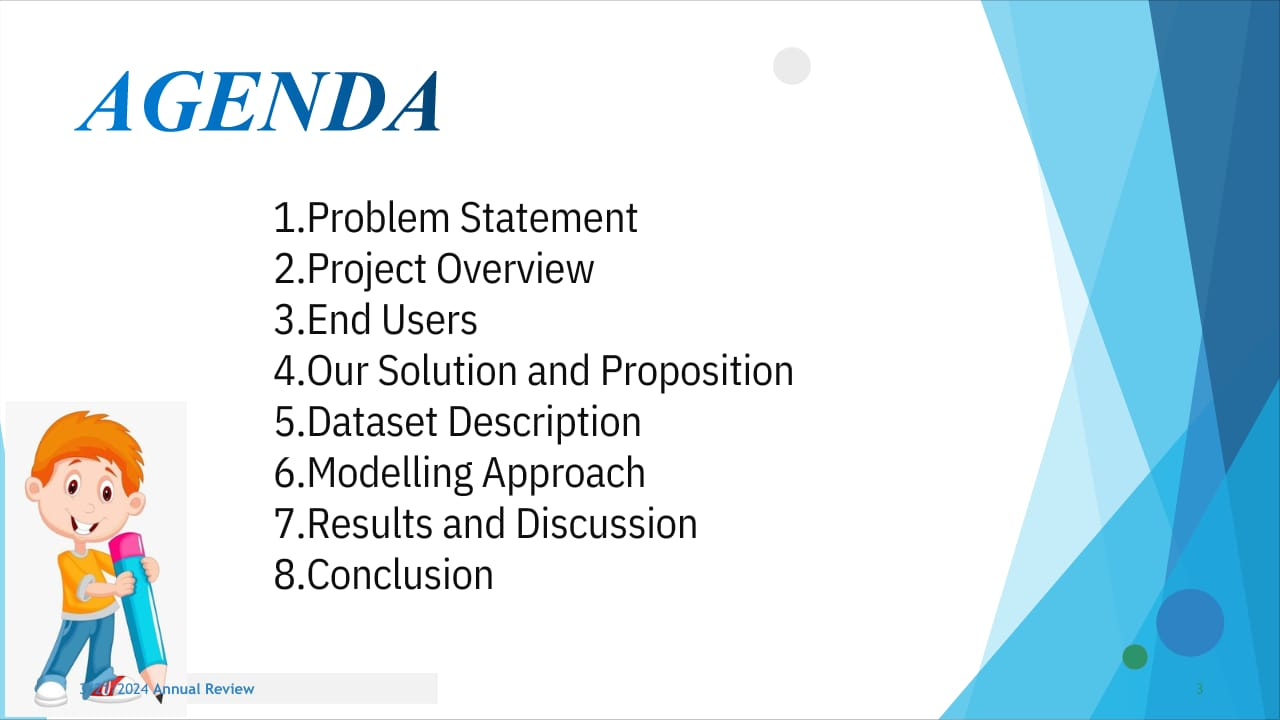 AGENDA
1.Problem Statement
2.Project Overview
3.End Users
4.Our Solution and Proposition
5.Dataset Description
6.Modelling Approach
7.Results and Discussion
8.Conclusion
2024 Annual Review
3